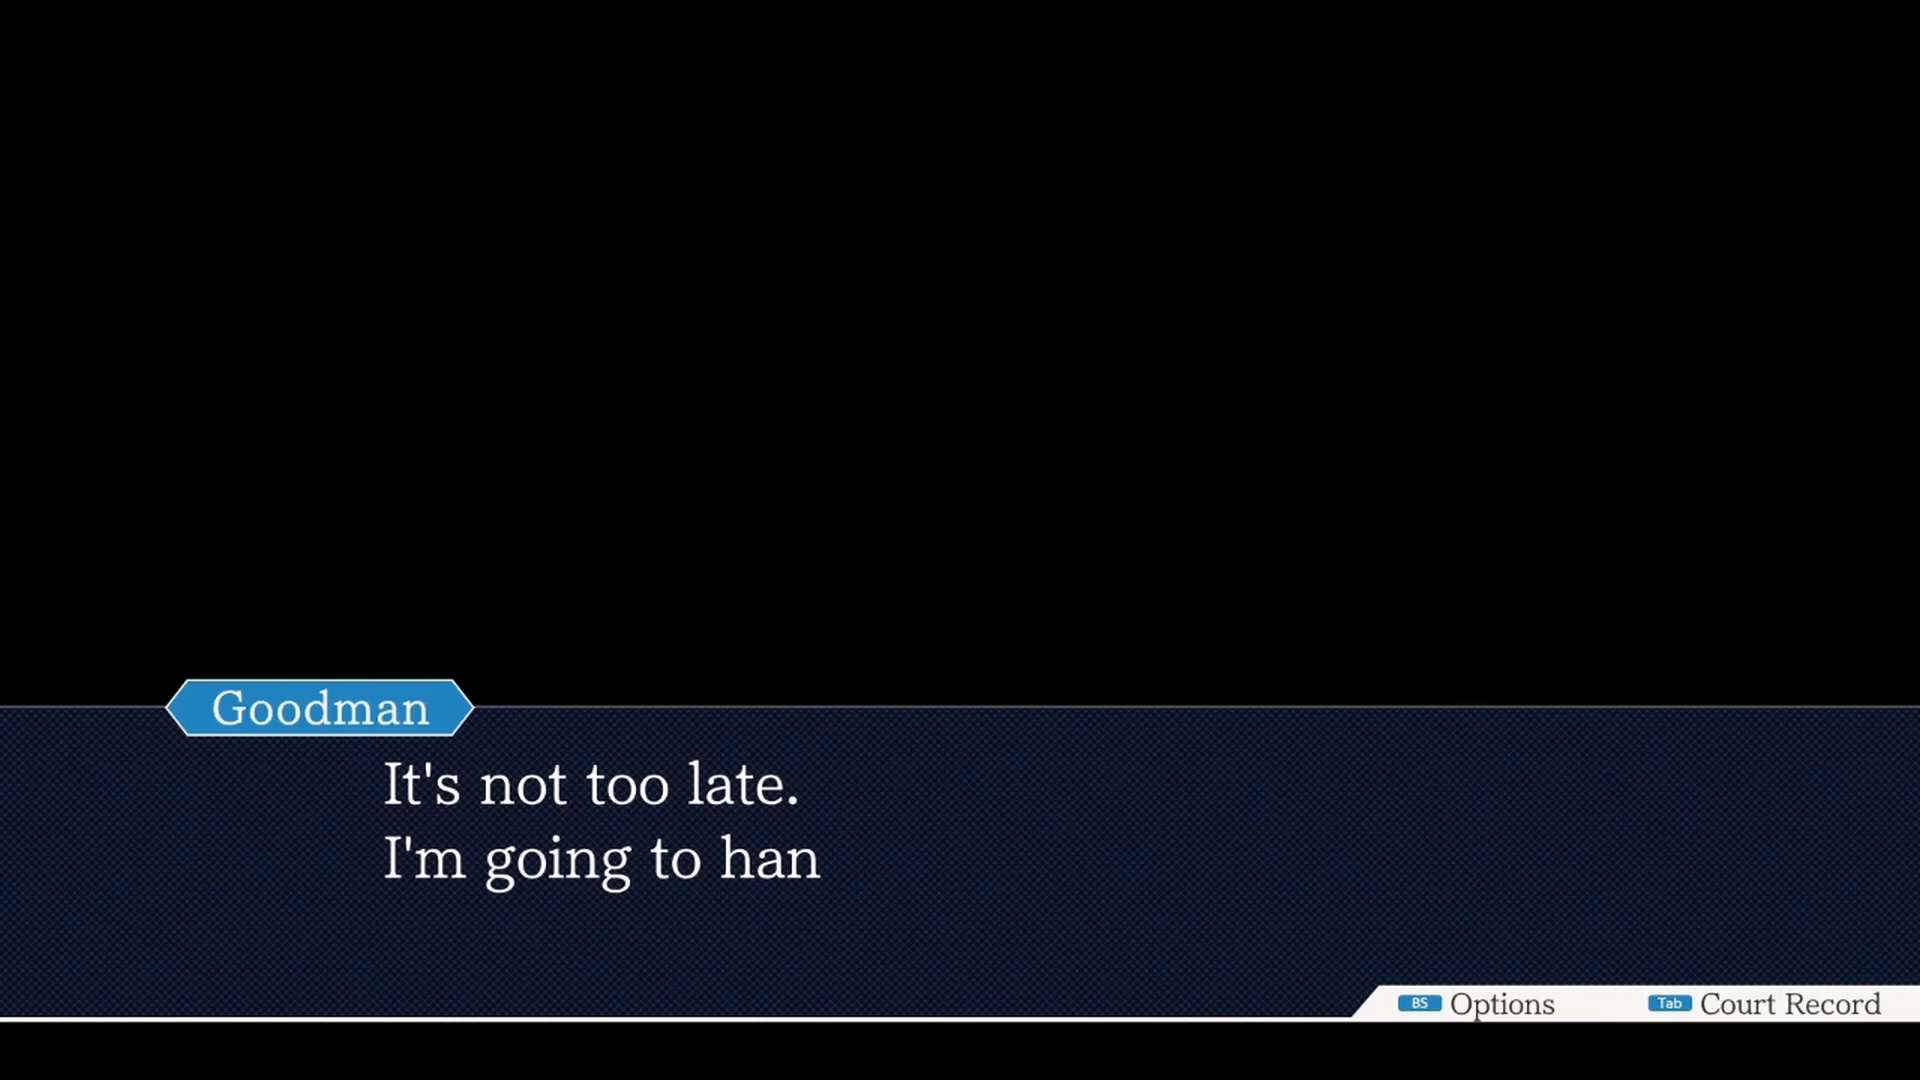 Goodman
It's not too late.
I'm going to han
BS Options Tab Court Record